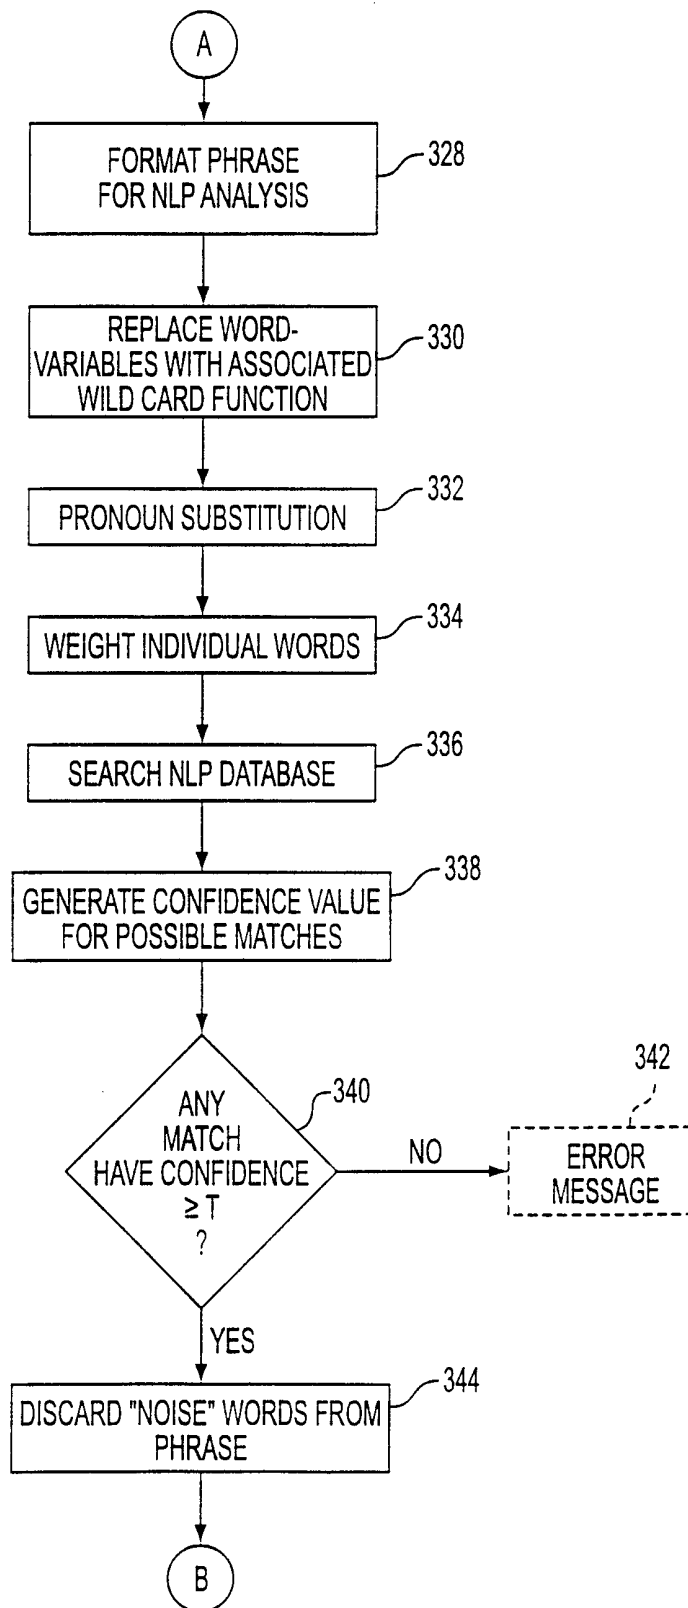 A
FORMAT PHRASE
FOR NLP ANALYSIS
328
REPLACE WORD-
VARIABLES WITH ASSOCIATED
WILD CARD FUNCTION
330
PRONOUN SUBSTITUTION
332
WEIGHT INDIVIDUAL WORDS
334
SEARCH NLP DATABASE
336
GENERATE CONFIDENCE VALUE
FOR POSSIBLE MATCHES
338
ANY
MATCH
HAVE CONFIDENCE
≥ T
?
340
NO
342
ERROR
MESSAGE
YES
DISCARD "NOISE" WORDS FROM
PHRASE
344
B